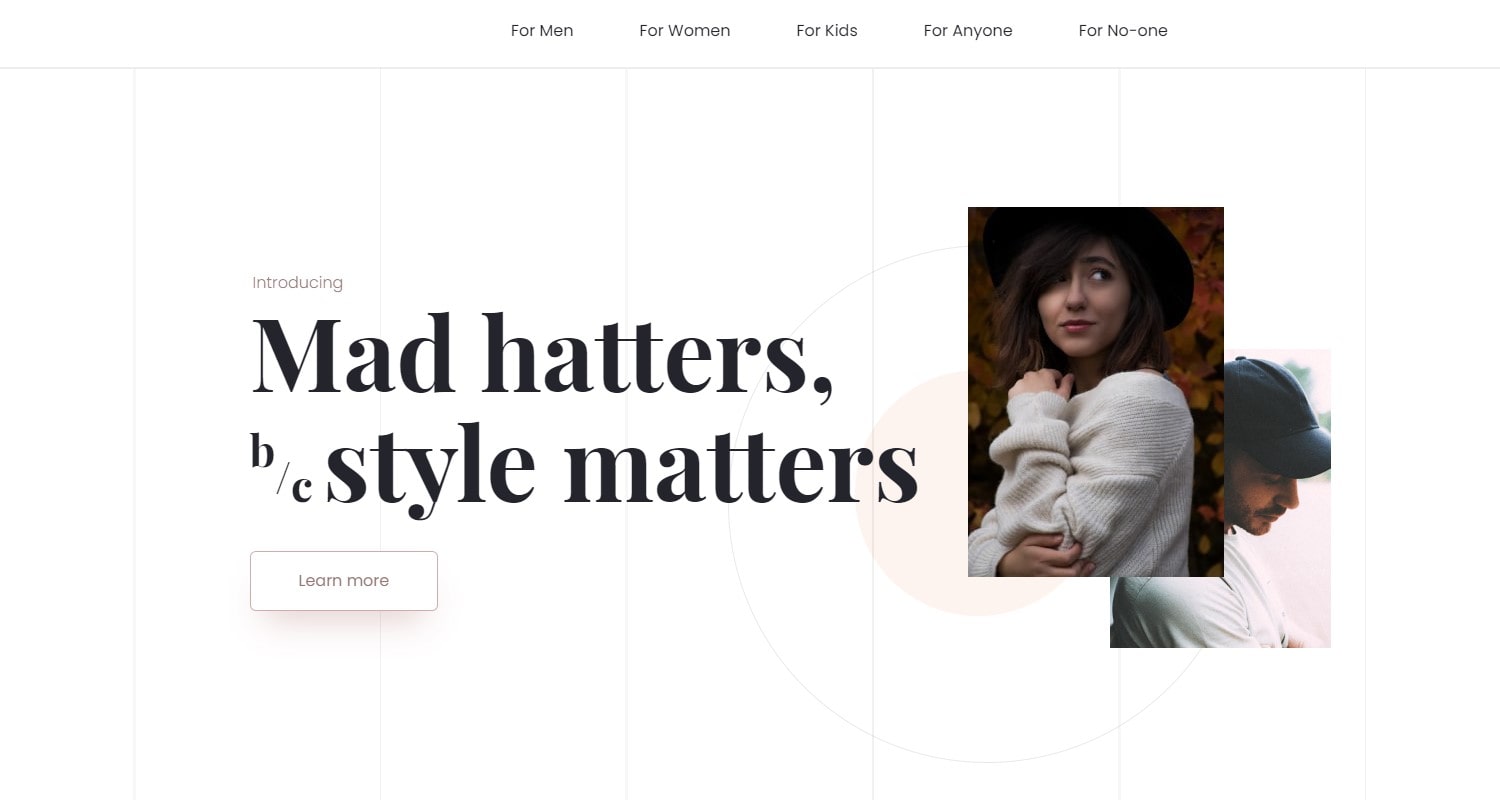 For Men For Women For Kids For Anyone For No-one
Introducing
Mad hatters,
b/c style matters
Learn more